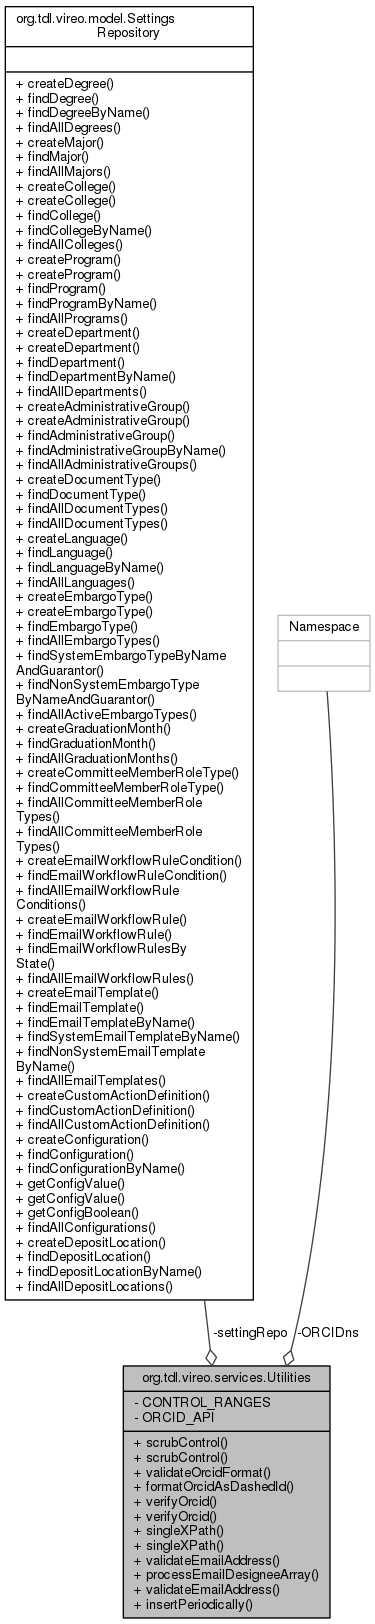 org.tdl.vireo.model.Settings
Repository
+ createDegree()
+ findDegree()
+ findDegreeByName()
+ findAllDegrees()
+ createMajor()
+ findMajor()
+ findAllMajors()
+ createCollege()
+ createCollege()
+ findCollege()
+ findCollegeByName()
+ findAllColleges()
+ createProgram()
+ createProgram()
+ findProgram()
+ findProgramByName()
+ findAllPrograms()
+ createDepartment()
+ createDepartment()
+ findDepartment()
+ findDepartmentByName()
+ findAllDepartments()
+ createAdministrativeGroup()
+ createAdministrativeGroup()
+ findAdministrativeGroup()
+ findAdministrativeGroupByName()
+ findAllAdministrativeGroups()
+ createDocumentType()
+ findDocumentType()
+ findAllDocumentTypes()
+ findAllDocumentTypes()
+ createLanguage()
+ findLanguage()
+ findLanguageByName()
+ findAllLanguages()
+ createEmbargoType()
+ createEmbargoType()
+ findEmbargoType()
+ findAllEmbargoTypes()
+ findSystemEmbargoTypeByName
AndGuarantor()
+ findNonSystemEmbargoType
ByNameAndGuarantor()
+ findAllActiveEmbargoTypes()
+ createGraduationMonth()
+ findGraduationMonth()
+ findAllGraduationMonths()
+ createCommitteeMemberRoleType()
+ findCommitteeMemberRoleType()
+ findAllCommitteeMemberRole
Types()
+ findAllCommitteeMemberRole
Types()
+ createEmailWorkflowRuleCondition()
+ findEmailWorkflowRuleCondition()
+ findAllEmailWorkflowRule
Conditions()
+ createEmailWorkflowRule()
+ findEmailWorkflowRule()
+ findEmailWorkflowRulesBy
State()
+ findAllEmailWorkflowRules()
+ createEmailTemplate()
+ findEmailTemplate()
+ findEmailTemplateByName()
+ findSystemEmailTemplateByName()
+ findNonSystemEmailTemplate
ByName()
+ findAllEmailTemplates()
+ createCustomActionDefinition()
+ findCustomActionDefinition()
+ findAllCustomActionDefinition()
+ createConfiguration()
+ findConfiguration()
+ findConfigurationByName()
+ getConfigValue()
+ getConfigValue()
+ getConfigBoolean()
+ findAllConfigurations()
+ createDepositLocation()
+ findDepositLocation()
+ findDepositLocationByName()
+ findAllDepositLocations()
Namespace
-settingRepo
-ORCIDns
org.tdl.vireo.services.Utilities
- CONTROL_RANGES
- ORCID_API
+ scrubControl()
+ scrubControl()
+ validateOrcidFormat()
+ formatOrcidAsDashedId()
+ verifyOrcid()
+ verifyOrcid()
+ singleXPath()
+ singleXPath()
+ validateEmailAddress()
+ processEmailDesigneeArray()
+ validateEmailAddress()
+ insertPeriodically()